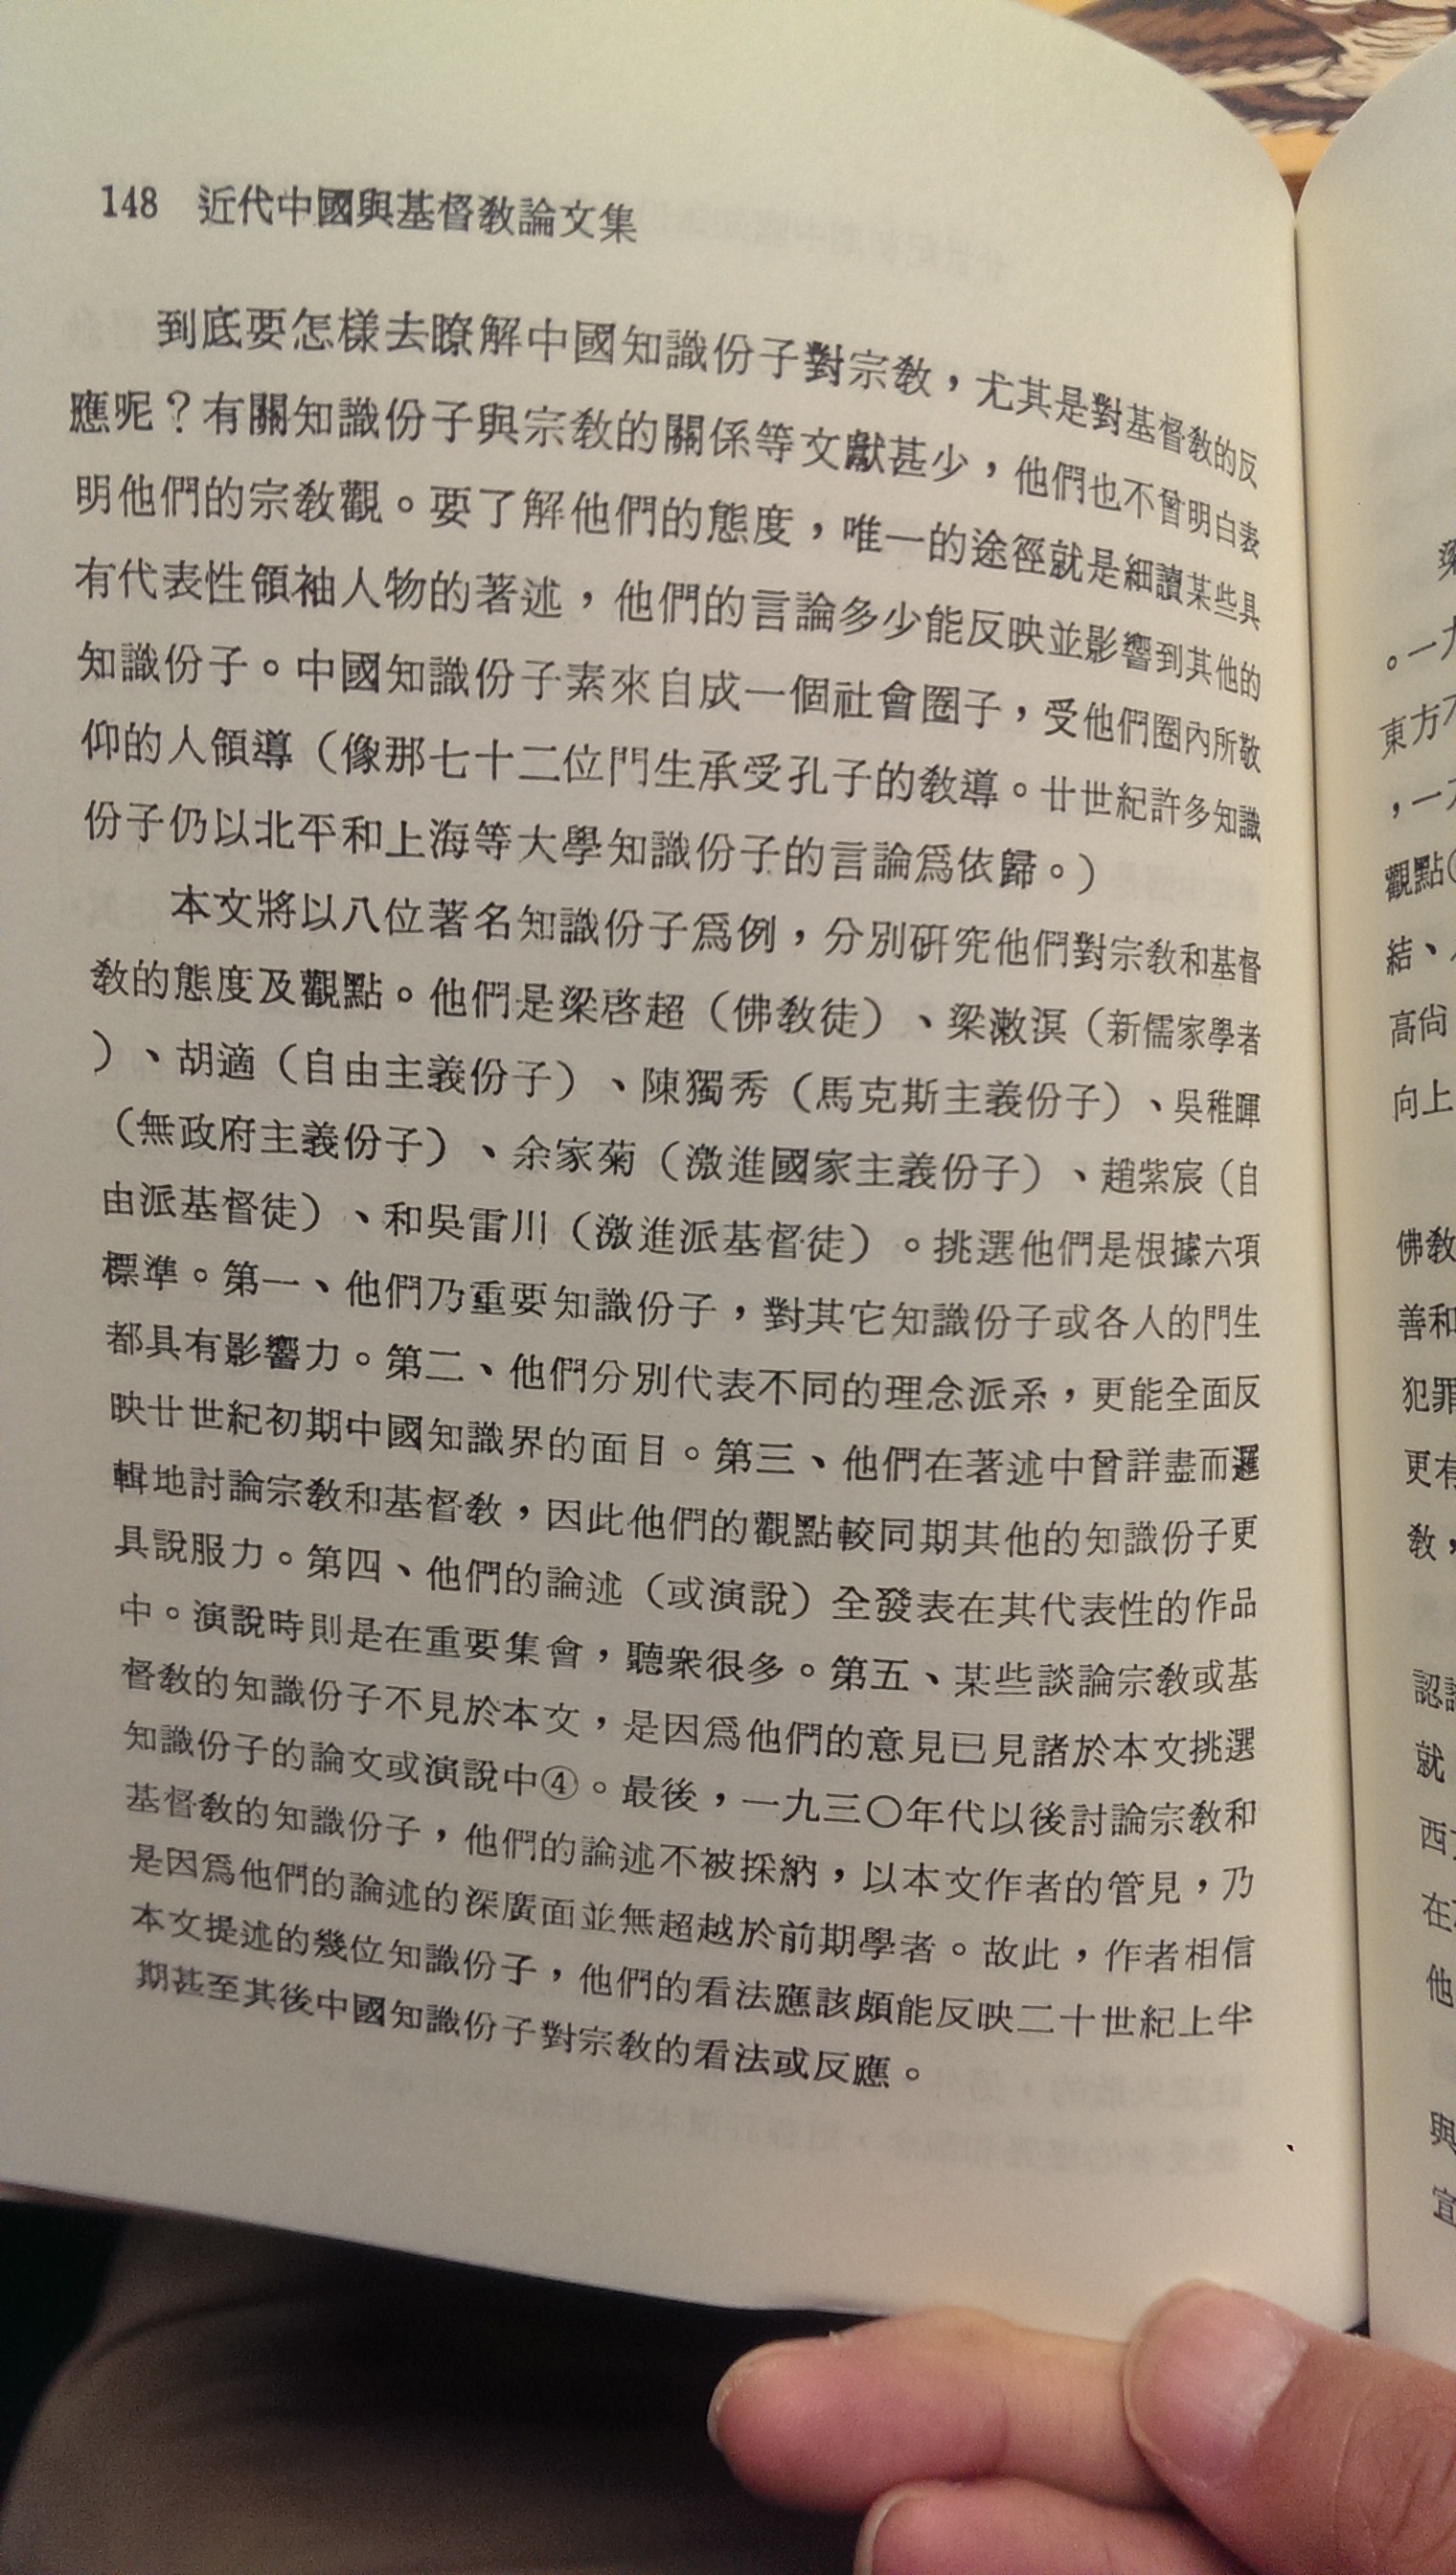 148 近代中國與基督教論文集
到底要怎樣去瞭解中國知識份子對宗教，尤其是對基督教的反
應呢？有關知識份子與宗教的關係等文獻甚少，他們也不曾明白表
明他們的宗教觀。要了解他們的態度，唯一的途徑就是細讀某些具
有代表性領袖人物的著述，他們的言論多少能反映並影響到其他的
知識份子。中國知識份子素來自成一個社會圈子，受他們圈內所敬
仰的人領導（像那七十二位門生承受孔子的教導。廿世紀許多知識
份子仍以北平和上海等大學知識份子的言論爲依歸。）
本文將以八位著名知識份子爲例，分別研究他們對宗教和基督
教的態度及觀點。他們是梁啓超（佛教徒）、梁漱溟（新儒家學者
）、胡適（自由主義份子）、陳獨秀（馬克斯主義份子）、吳稚暉
（無政府主義份子）、余家菊（激進國家主義份子）、趙紫宸（自
由派基督徒）、和吳雷川（激進派基督徒）。挑選他們是根據六項
標準。第一、他們乃重要知識份子，對其它知識份子或各人的門生
都具有影響力。第二、他們分別代表不同的理念派系，更能全面反
映廿世紀初期中國知識界的面目。第三、他們在著述中曾詳盡而邏
輯地討論宗教和基督教，因此他們的觀點較同期其他的知識份子更
具說服力。第四、他們的論述（或演說）全發表在其代表性的作品
中。演說時則是在重要集會，聽衆很多。第五、某些談論宗教或基
督教的知識份子不見於本文，是因爲他們的意見已見諸於本文挑選
知識份子的論文或演說中④。最後，一九三〇年代以後討論宗教和
基督教的知識份子，他們的論述不被採納，以本文作者的管見，乃
是因爲他們的論述的深廣面並無超越於前期學者。故此，作者相信
本文提述的幾位知識份子，他們的看法應該頗能反映二十世紀上半
期甚至其後中國知識份子對宗教的看法或反應。
。一九
東方
，一
觀點（
結、
高尙
向上
佛教
善和
犯罪
更有
教，
就
西
在
他
與
宣